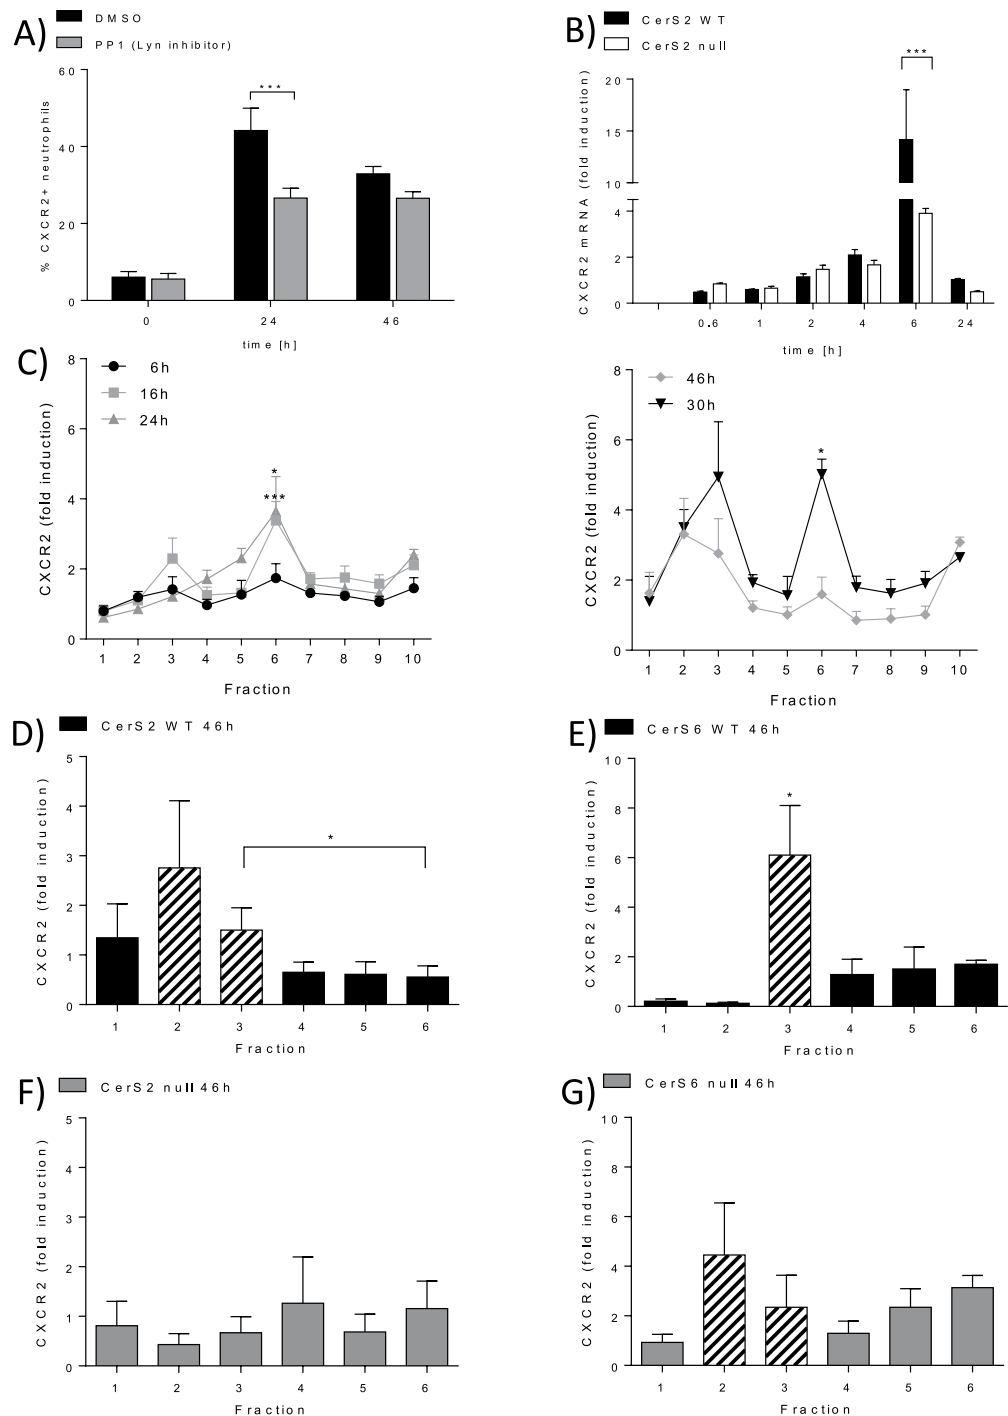 A)
DMSO
PP1 (Lyn inhibitor)
% CXCR2+ neutrophils
60
40
20
0
***
0 24 46
time [h]
B)
CerS2 WT
CerS2 null
CXCR2 mRNA (fold induction)
20
15
10
4
2
0
***
0.6 1 2 4 6 24
time [h]
C)
6h
16h
24h
CXCR2 (fold induction)
8
6
4
2
0
*
***
1 2 3 4 5 6 7 8 9 10
Fraction
46h
30h
CXCR2 (fold induction)
8
6
4
2
0
*
1 2 3 4 5 6 7 8 9 10
Fraction
D)
CerS2 WT 46h
CXCR2 (fold induction)
5
4
3
2
1
0
*
1 2 3 4 5 6
Fraction
E)
CerS6 WT 46h
CXCR2 (fold induction)
10
8
6
4
2
0
*
1 2 3 4 5 6
Fraction
F)
CerS2 null 46h
CXCR2 (fold induction)
5
4
3
2
1
0
1 2 3 4 5 6
Fraction
G)
CerS6 null 46h
CXCR2 (fold induction)
10
8
6
4
2
0
1 2 3 4 5 6
Fraction